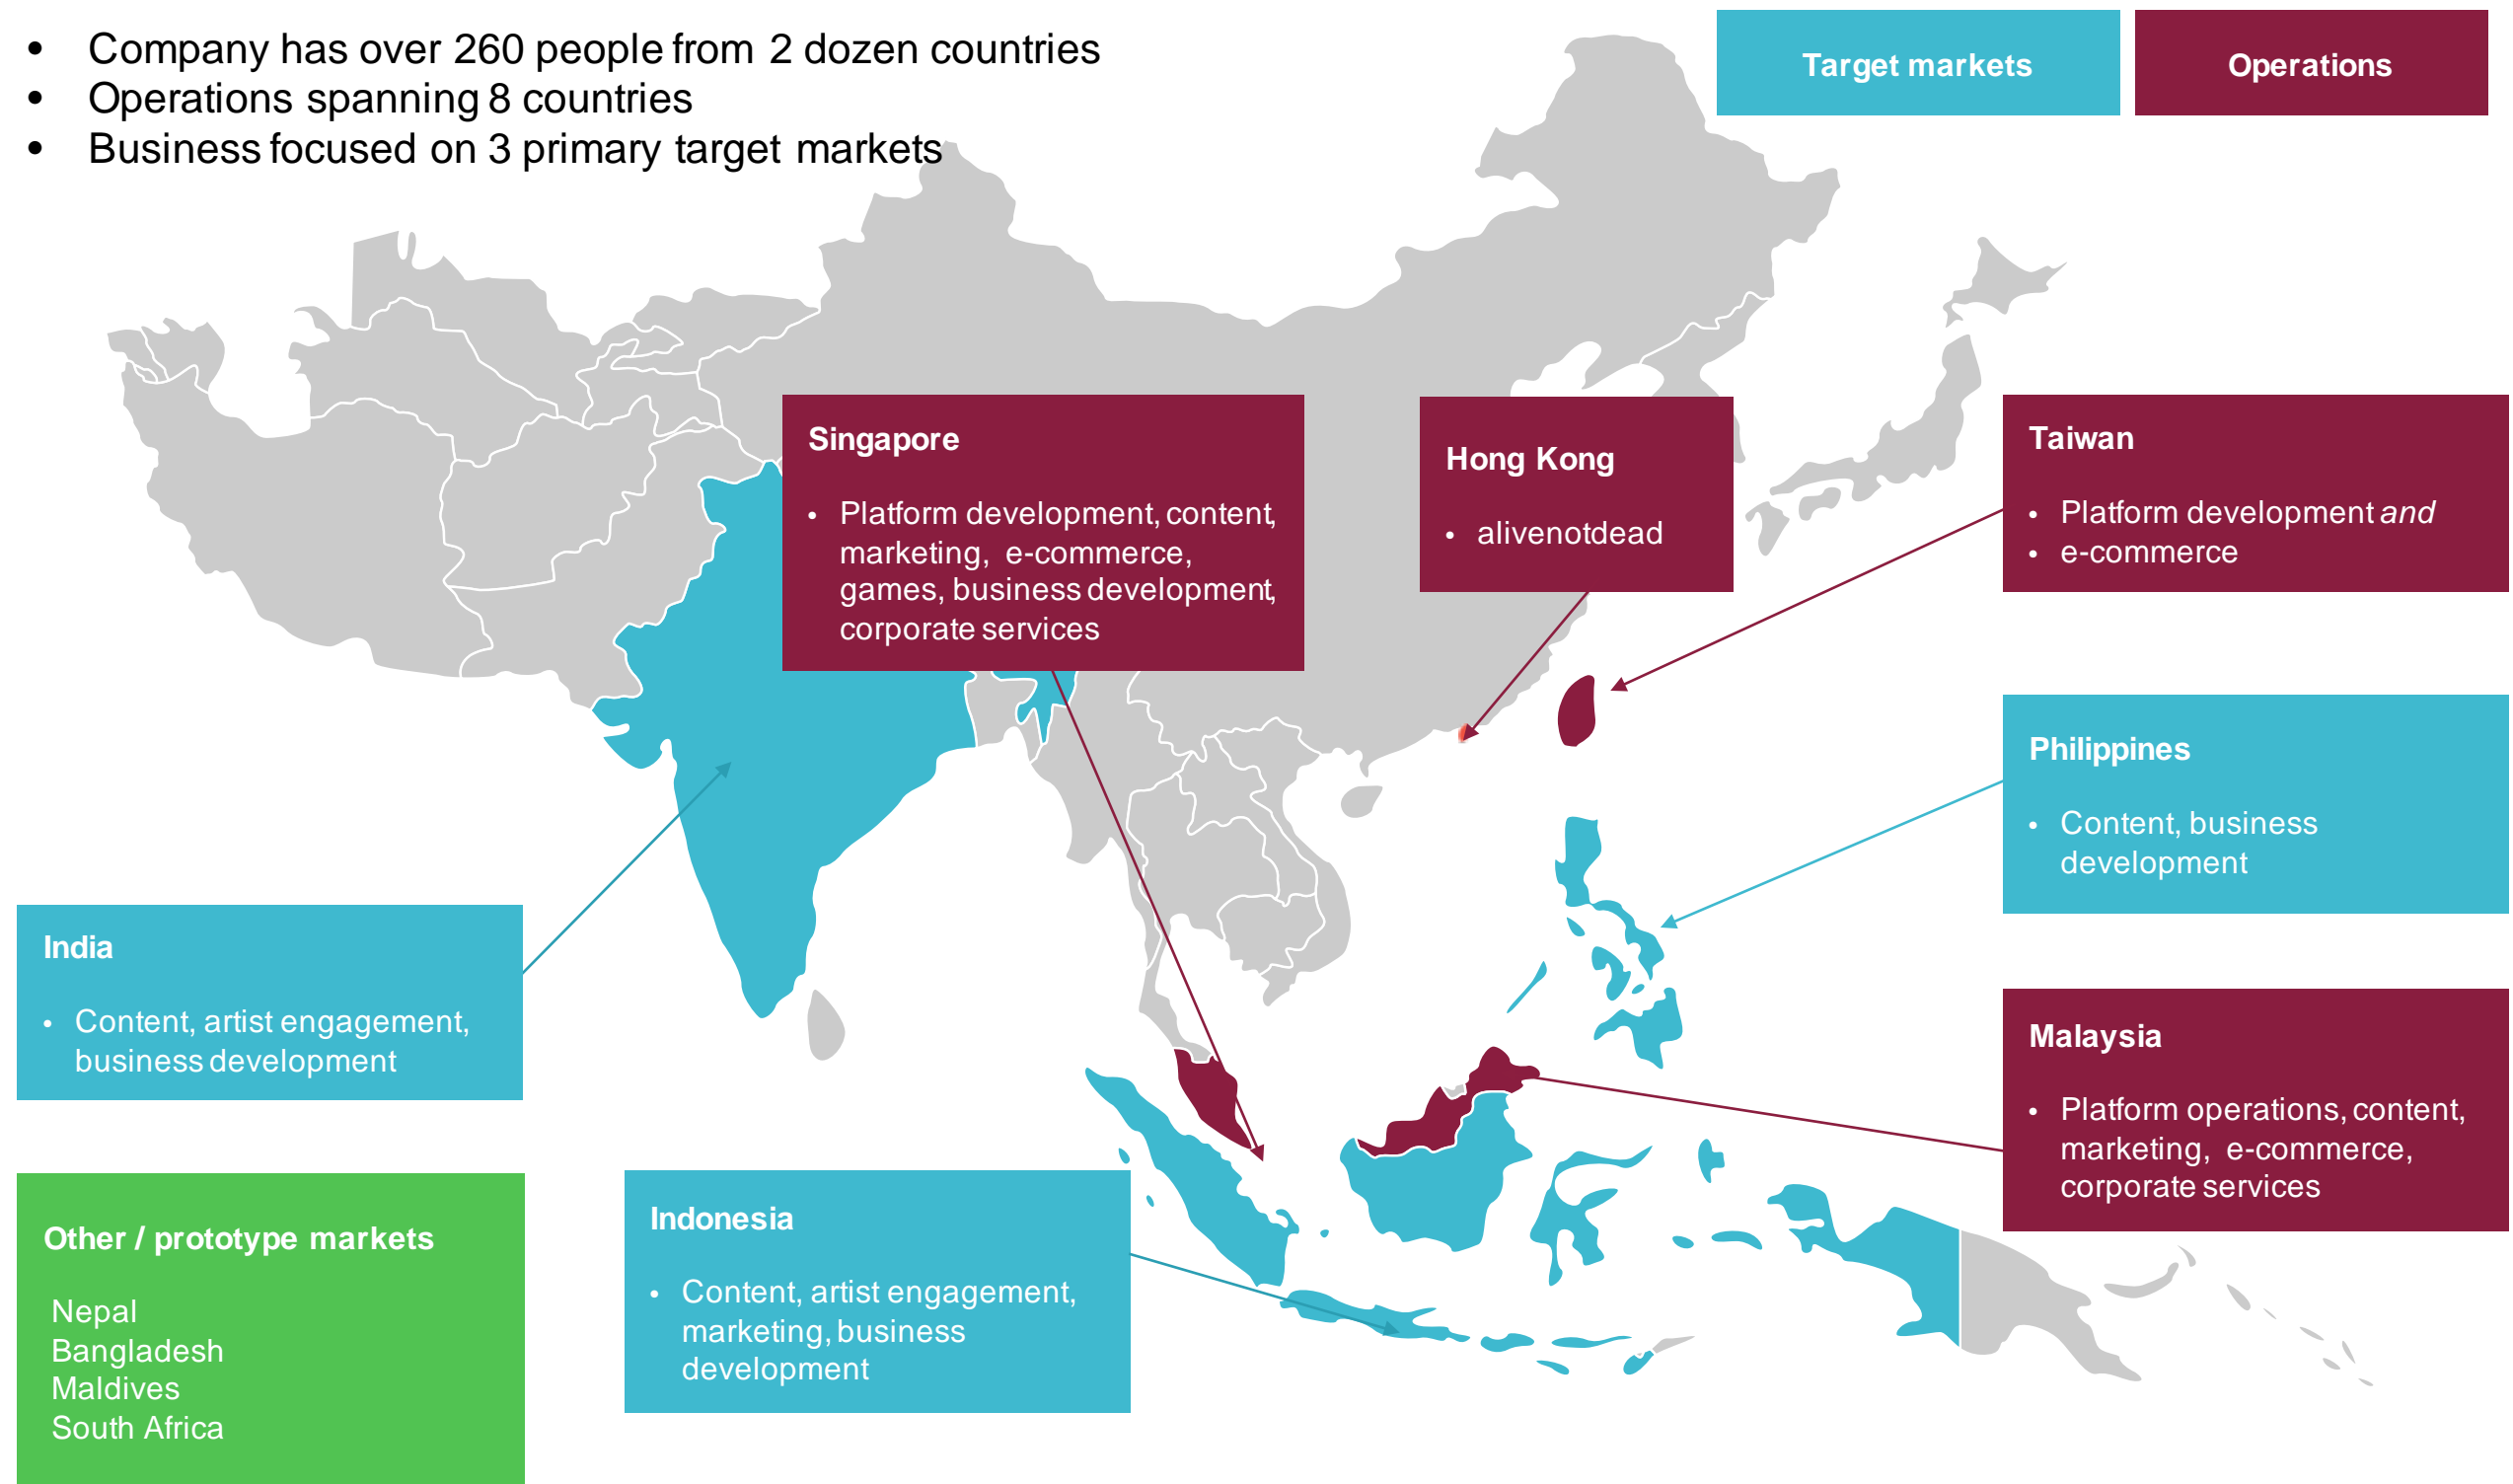 • Company has over 260 people from 2 dozen countries
• Operations spanning 8 countries
• Business focused on 3 primary target markets
Target markets
Operations
Singapore
• Platform development, content,
marketing, e-commerce,
games, business development,
corporate services
Hong Kong
• alivenotdead
Taiwan
• Platform development and
• e-commerce
Philippines
• Content, business
development
India
• Content, artist engagement,
business development
Malaysia
• Platform operations, content,
marketing, e-commerce,
corporate services
Other / prototype markets
Nepal
Bangladesh
Maldives
South Africa
Indonesia
• Content, artist engagement,
marketing, business
development